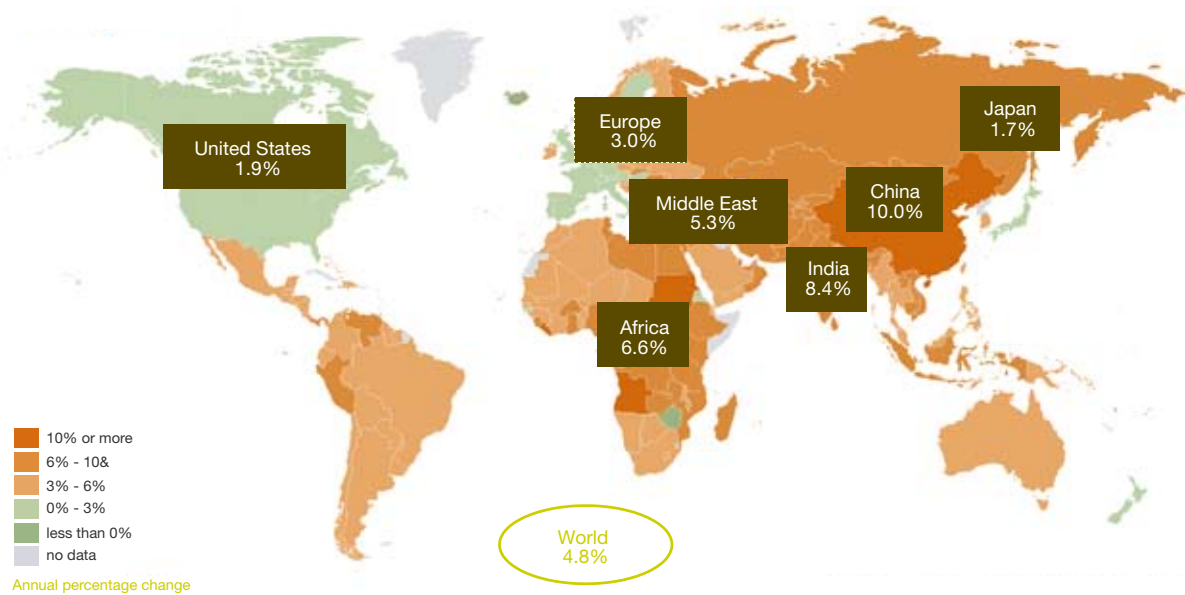 Japan
1.7%
Europe
3.0%
United States
1.9%
China
10.0%
Middle East
5.3%
India
8.4%
Africa
6.6%
10% or more
6% - 10&
3% - 6%
0% - 3%
less than 0%
no data
World
4.8%
Annual percentage change